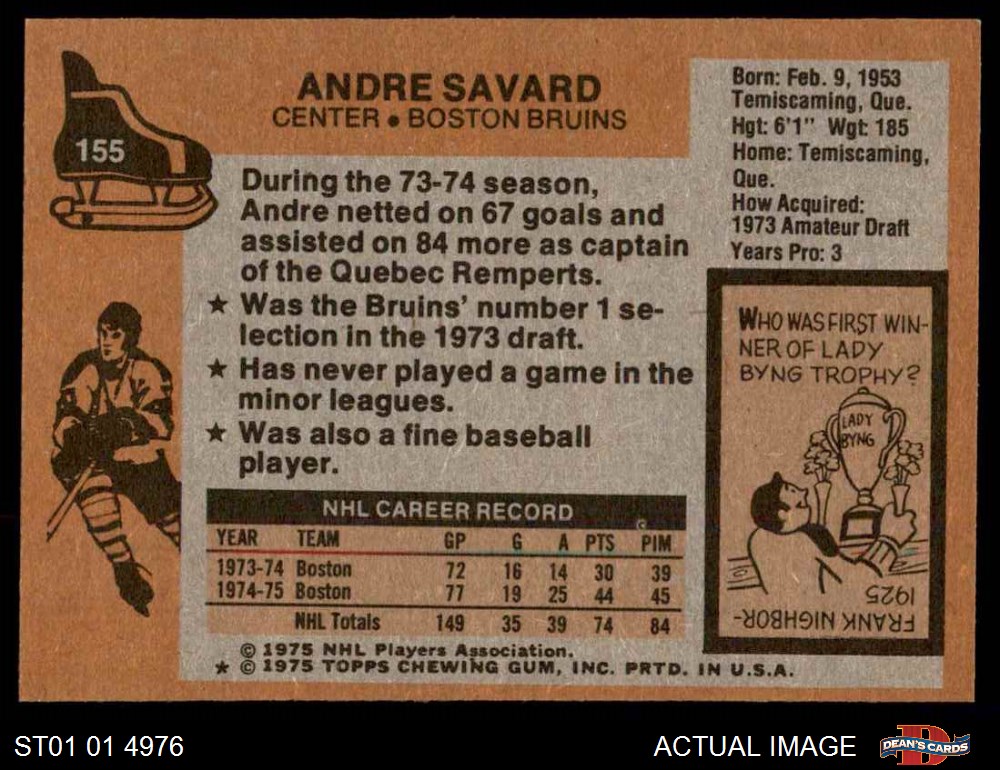 155
ANDRE SAVARD
CENTER • BOSTON BRUINS
Born: Feb. 9, 1953
Temiscaming, Que.
Hgt: 6'1" Wgt: 185
Home: Temiscaming,
Que.
How Acquired:
1973 Amateur Draft
Years Pro: 3
During the 73-74 season,
Andre netted on 67 goals and
assisted on 84 more as captain
of the Quebec Remperts.
★ Was the Bruins' number 1 se-
lection in the 1973 draft.
★ Has never played a game in the
minor leagues.
★ Was also a fine baseball
player.
WHO WAS FIRST WIN-
NER OF LADY
BYNG TROPHY?
LADY
BYNG
FRANK NIGHBOR-
1925
NHL CAREER RECORD
YEAR TEAM GP G A PTS PIM
1973-74 Boston 72 16 14 30 39
1974-75 Boston 77 19 25 44 45
NHL Totals 149 35 39 74 84
© 1975 NHL Players Association.
★ © 1975 TOPPS CHEWING GUM, INC. PRTD. IN U.S.A.
ST01 01 4976
ACTUAL IMAGE
D
DEAN'S CARDS